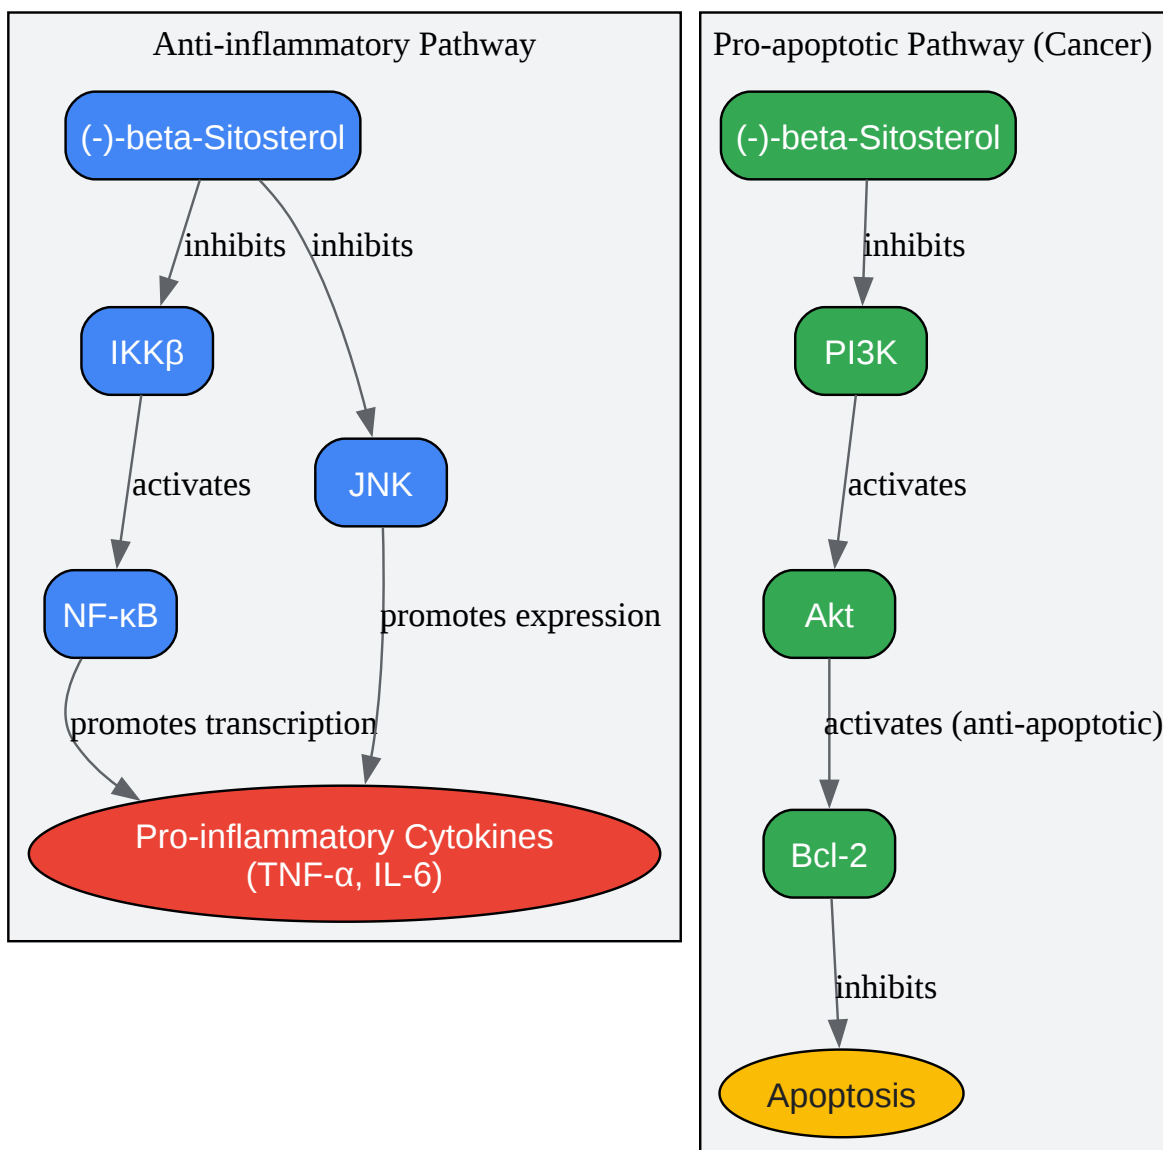 Anti-inflammatory Pathway
(-)-beta-Sitosterol
inhibits
inhibits
IKKβ
activates
JNK
NF-κB
promotes expression
promotes transcription
Pro-inflammatory Cytokines
(TNF-α, IL-6)
Pro-apoptotic Pathway (Cancer)
(-)-beta-Sitosterol
inhibits
PI3K
activates
Akt
activates (anti-apoptotic)
Bcl-2
inhibits
Apoptosis